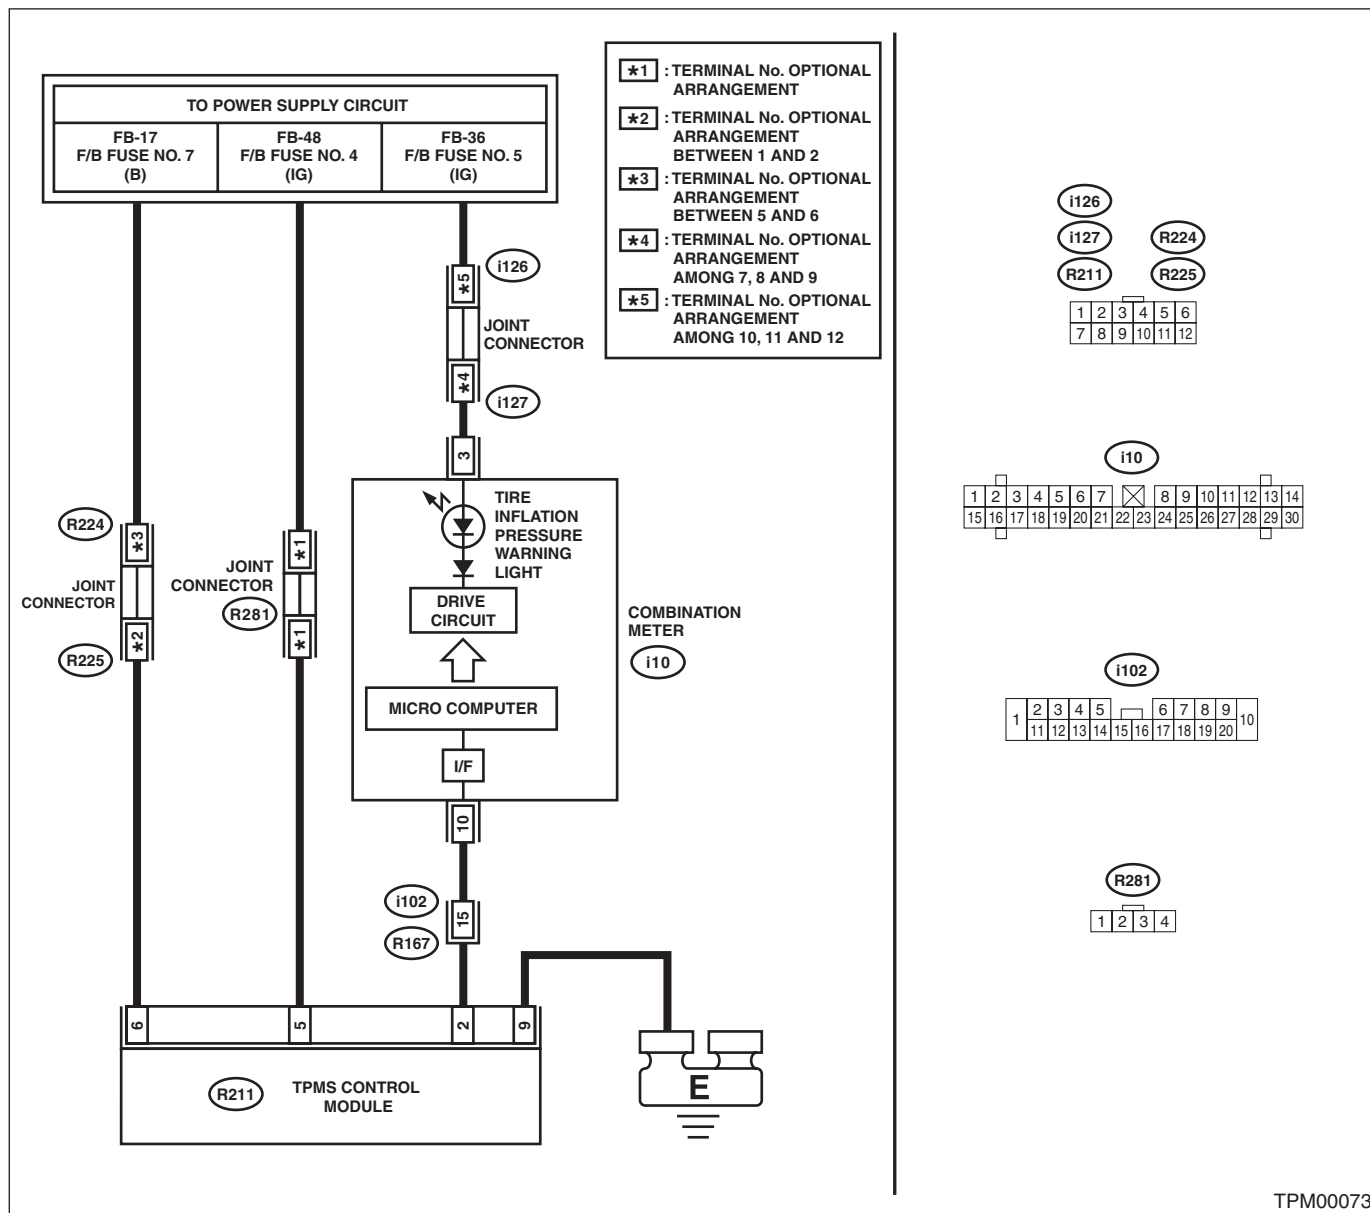 TO POWER SUPPLY CIRCUIT
FB-17
F/B FUSE NO. 7
(B)
FB-48
F/B FUSE NO. 4
(IG)
FB-36
F/B FUSE NO. 5
(IG)
*1 : TERMINAL No. OPTIONAL
ARRANGEMENT
*2 : TERMINAL No. OPTIONAL
ARRANGEMENT
BETWEEN 1 AND 2
*3 : TERMINAL No. OPTIONAL
ARRANGEMENT
BETWEEN 5 AND 6
*4 : TERMINAL No. OPTIONAL
ARRANGEMENT
AMONG 7, 8 AND 9
*5 : TERMINAL No. OPTIONAL
ARRANGEMENT
AMONG 10, 11 AND 12
*5
i126
JOINT
CONNECTOR
*4
i127
3
R224
*3
JOINT
CONNECTOR
*2
R225
*1
JOINT
CONNECTOR
R281
*1
TIRE
INFLATION
PRESSURE
WARNING
LIGHT
DRIVE
CIRCUIT
MICRO COMPUTER
I/F
COMBINATION
METER
i10
10
i102
15
R167
6
5
2
9
R211
TPMS CONTROL
MODULE
E
i126
i127
R224
R211
R225
1 2 3 4 5 6
7 8 9 10 11 12
i10
1 2 3 4 5 6 7 8 9 10 11 12 13 14
15 16 17 18 19 20 21 22 23 24 25 26 27 28 29 30
i102
1 2 3 4 5 6 7 8 9 10
11 12 13 14 15 16 17 18 19 20
R281
1 2 3 4
TPM00073